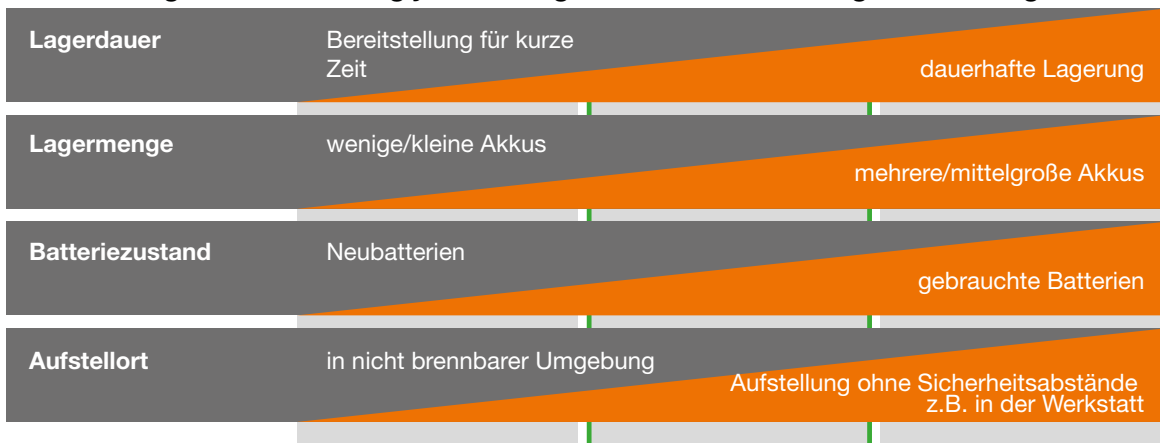 Lagerdauer
Bereitstellung für kurze
Zeit
dauerhafte Lagerung
Lagermenge
wenige/kleine Akkus
mehrere/mittelgroße Akkus
Batteriezustand
Neubatterien
gebrauchte Batterien
Aufstellort
in nicht brennbarer Umgebung
Aufstellung ohne Sicherheitsabstände
z.B. in der Werkstatt